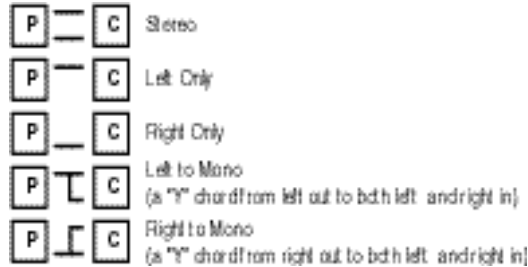 P C Stereo
P C Left Only
P C Right Only
Left to Mono
P C
(a "Y" chord from left out to both left and right in)
Right to Mono
P C
(a "Y" chord from right out to both left and right in)